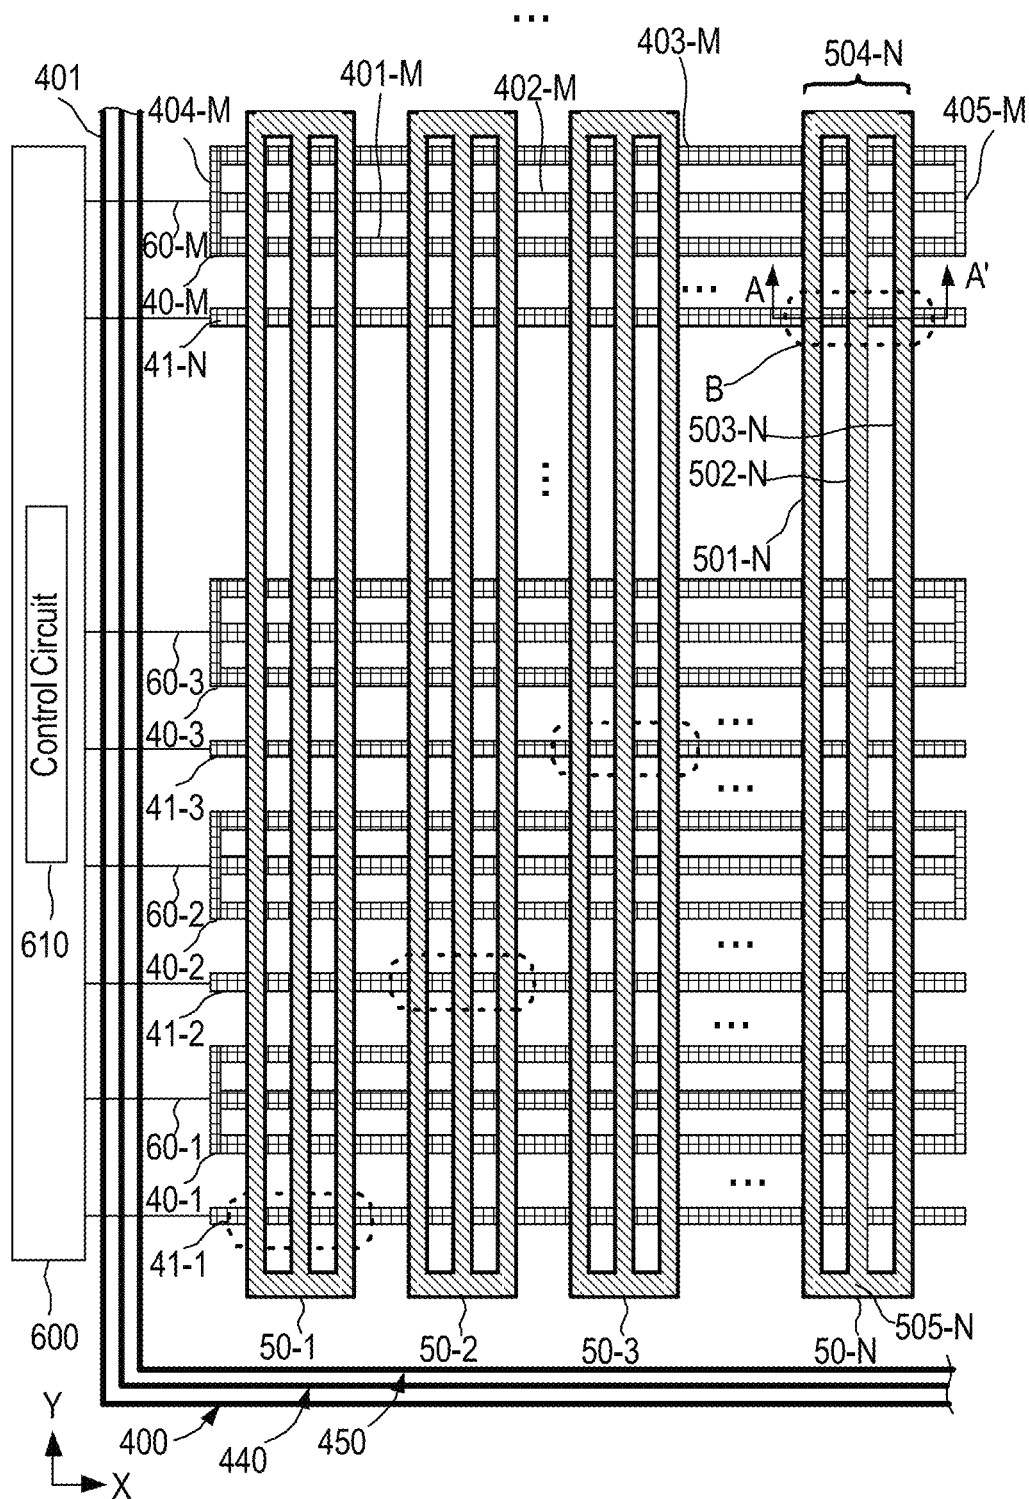 ...
403-M
504-N
401
401-M
404-M
402-M
405-M
60-M
40-M
...
A
A'
41-N
B
503-N
502-N
501-N
Control Circuit
60-3
40-3
...
41-3
...
60-2
610
40-2
...
41-2
...
60-1
40-1
...
41-1
600
50-1
50-2
50-3
50-N
505-N
Y
400
440
450
X